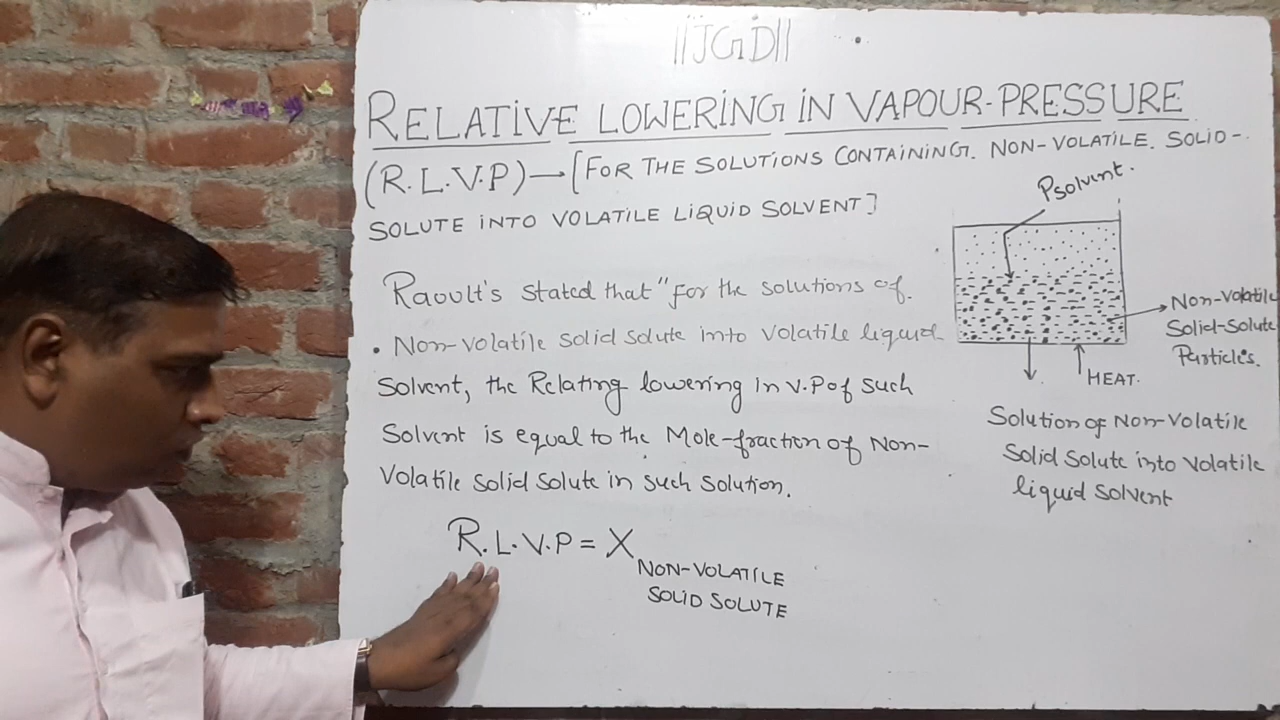 ||JGD||
RELATIVE LOWERING IN VAPOUR-PRESSURE
(R.L.V.P)→[FOR THE SOLUTIONS CONTAINING. NON-VOLATILE. SOLID-
SOLUTE INTO VOLATILE LIQUID SOLVENT]
Raoult's stated that "for the solutions of.
Non-volatile solid solute into volatile liquid
Solvent, the Relating lowering in V.P of such
Solvent is equal to the Mole-fraction of Non-
Volatile solid solute in such solution.
R.L.V.P = X
NON-VOLATILE
SOLID SOLUTE
Psolvent.
Non-Volatile
Solid-Solute
Particles.
HEAT.
Solution of Non-Volatile
Solid Solute into Volatile
liquid Solvent